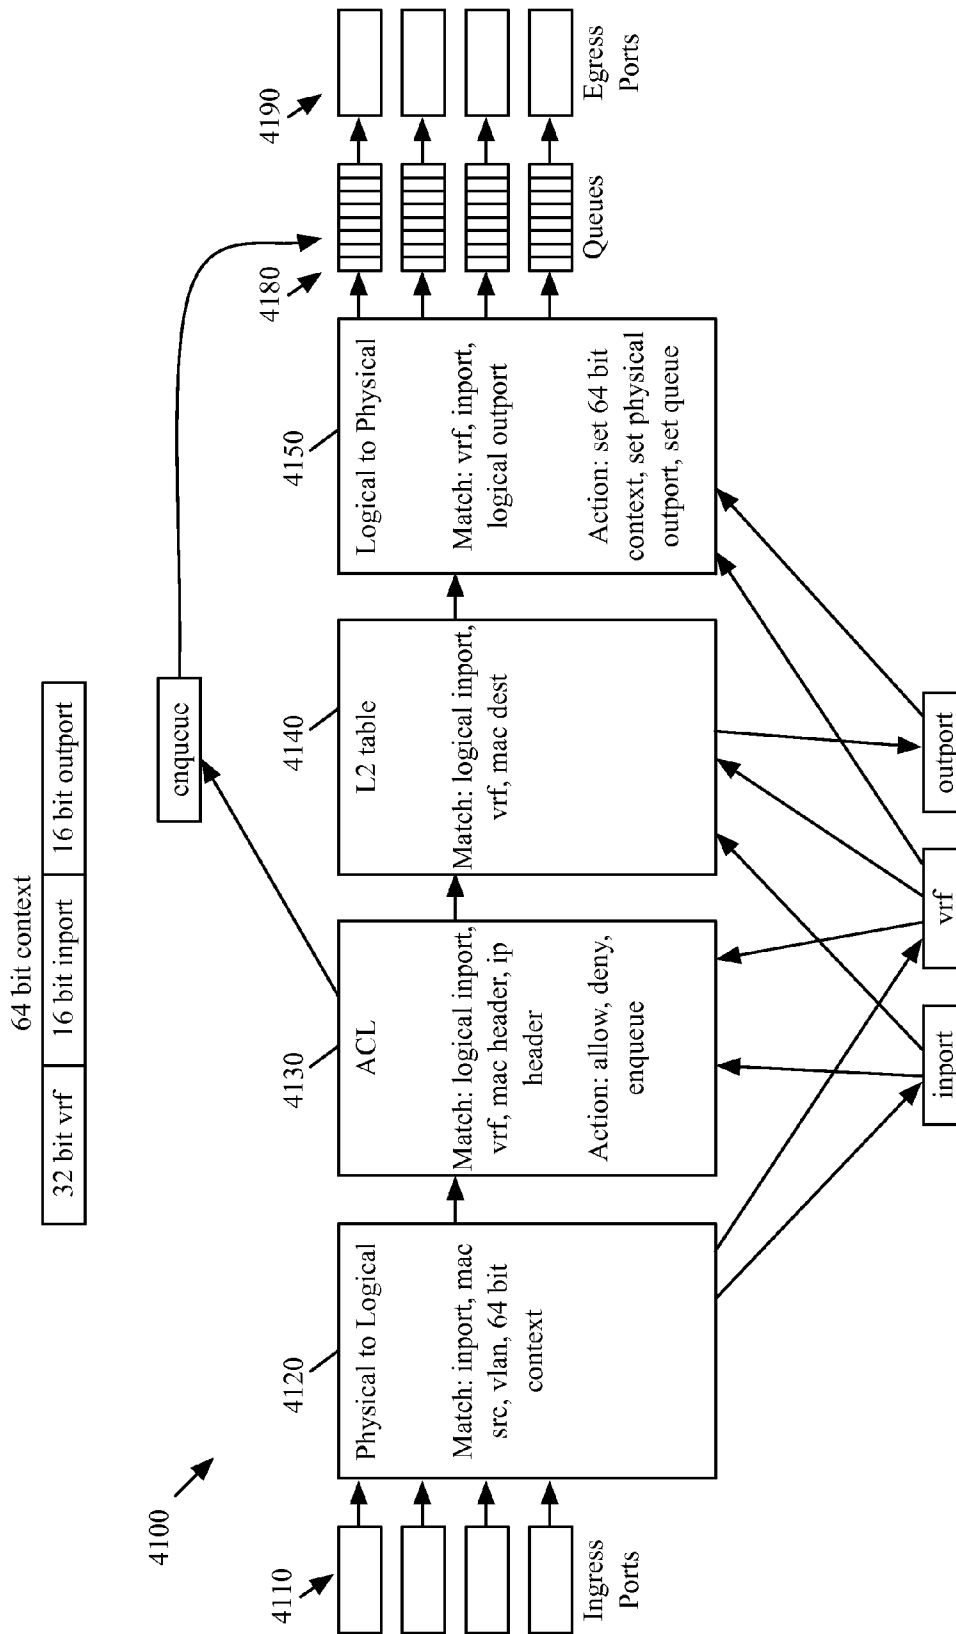 64 bit context
32 bit vrf
16 bit inport
16 bit outport
4100
enqueue
4110
4120
4130
4140
4150
4180
4190
Physical to Logical
Match: inport, mac
src, vlan, 64 bit
context
ACL
Match: logical inport,
vrf, mac header, ip
header
Action: allow, deny,
enqueue
L2 table
Match: logical inport,
vrf, mac dest
Logical to Physical
Match: vrf, inport,
logical outport
Action: set 64 bit
context, set physical
outport, set queue
Ingress
Ports
Queues
Egress
Ports
inport
vrf
outport